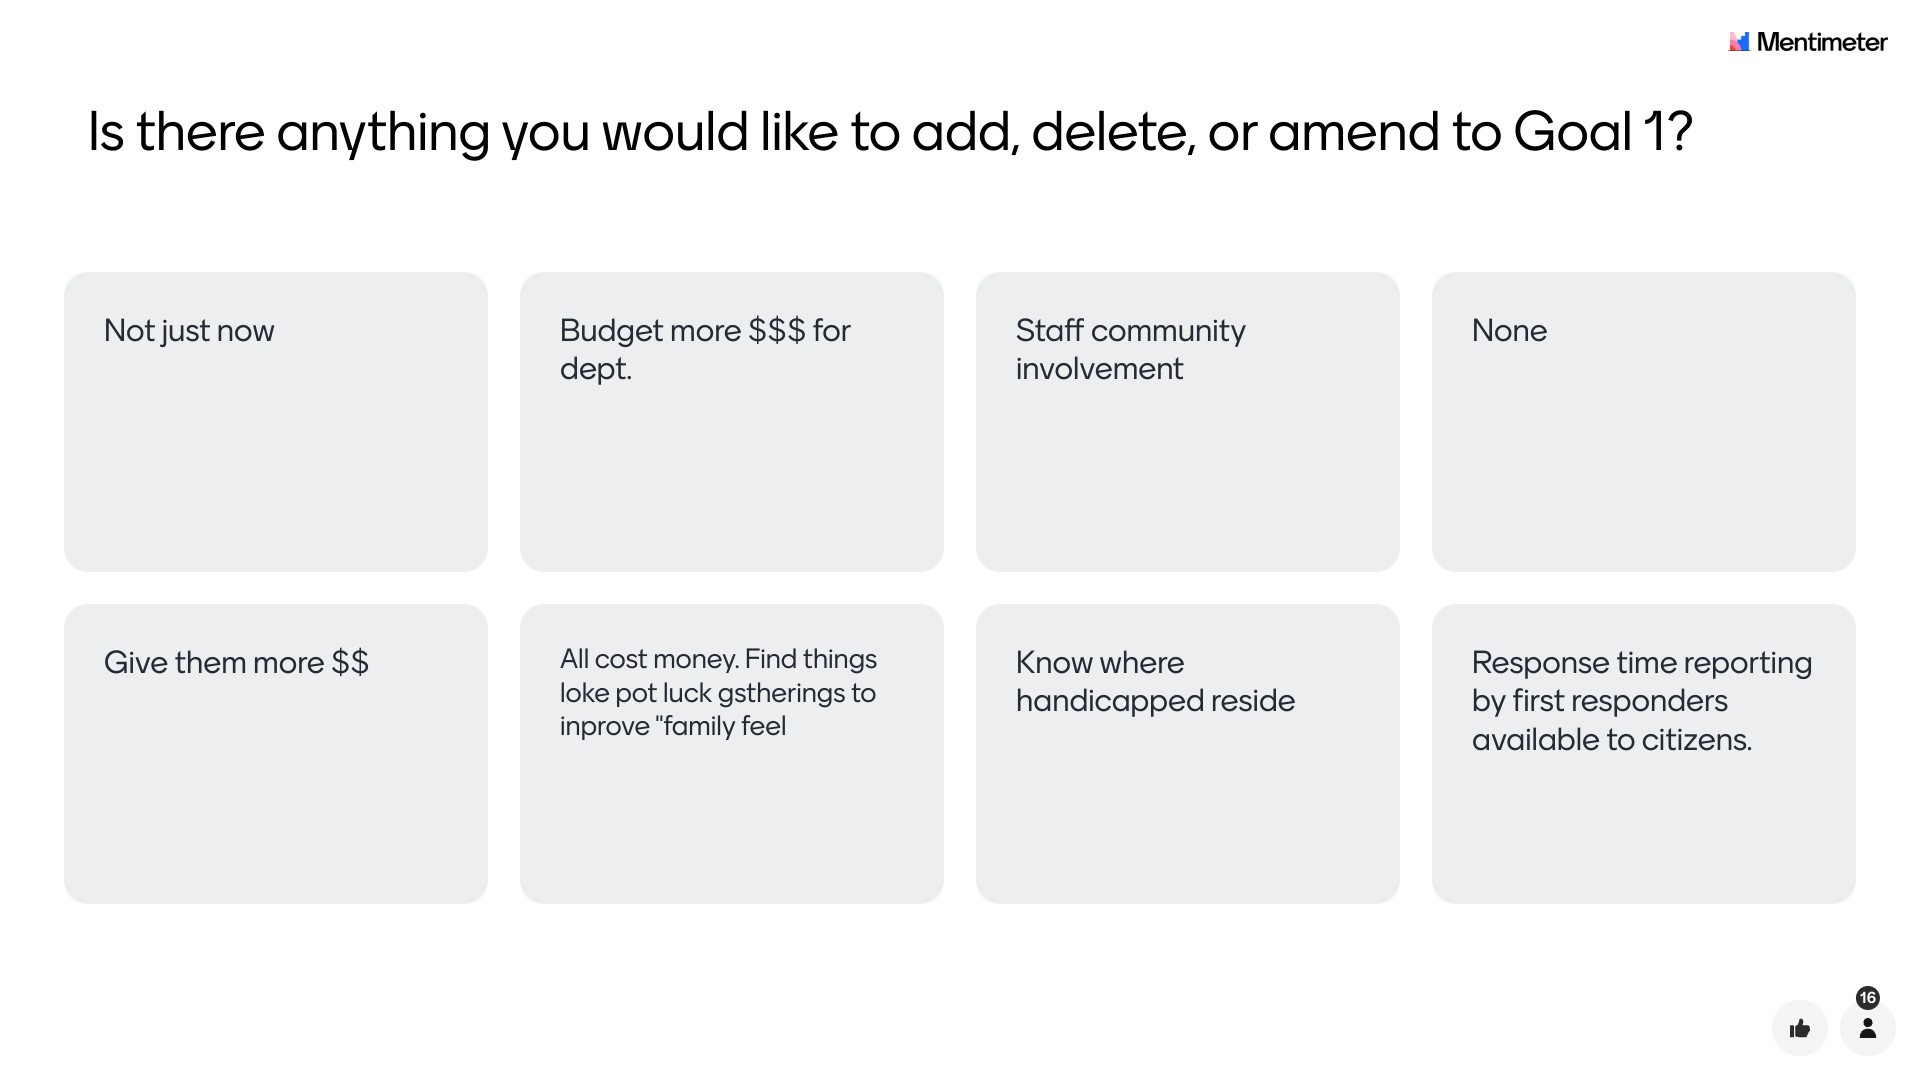 Mentimeter
Is there anything you would like to add, delete, or amend to Goal 1?
Not just now
Budget more $$$ for
dept.
Staff community
involvement
None
Give them more $$
All cost money. Find things
loke pot luck gstherings to
inprove "family feel
Know where
handicapped reside
Response time reporting
by first responders
available to citizens.
16